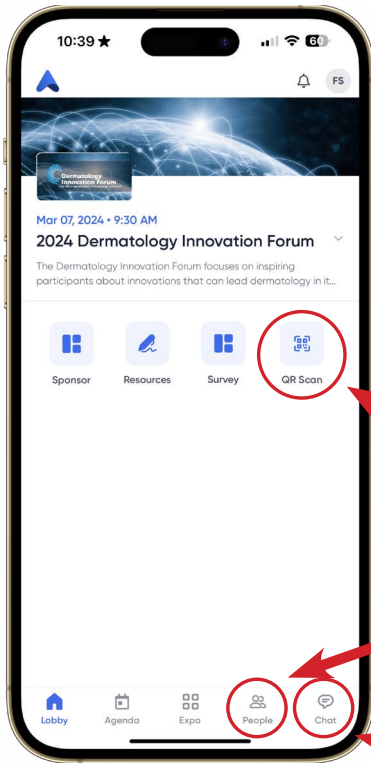 10:39
60
FS
Dermatology
Innovation Forum
Mar 07, 2024 • 9:30 AM
2024 Dermatology Innovation Forum
The Dermatology Innovation Forum focuses on inspiring
participants about innovations that can lead dermatology in it...
Sponsor Resources Survey QR Scan
Lobby Agenda Expo People Chat